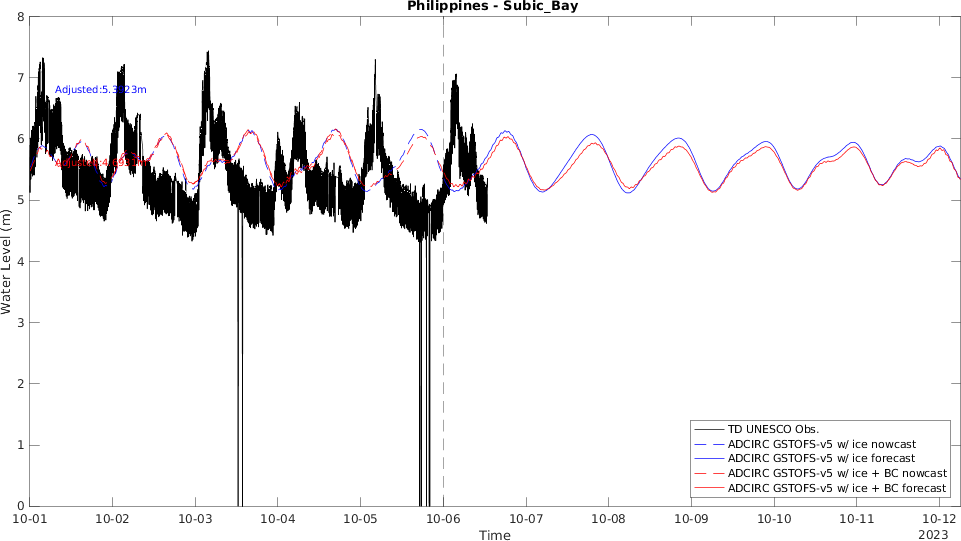 Philippines - Subic_Bay
8
7
6
5
4
3
2
1
0
Water Level (m)
Adjusted:5.3723m
TD UNESCO Obs.
ADCIRC GSTOFS-v5 w/ ice nowcast
ADCIRC GSTOFS-v5 w/ ice forecast
ADCIRC GSTOFS-v5 w/ ice + BC nowcast
ADCIRC GSTOFS-v5 w/ ice + BC forecast
10-01 10-02 10-03 10-04 10-05 10-06 10-07 10-08 10-09 10-10 10-11 10-12
Time
2023